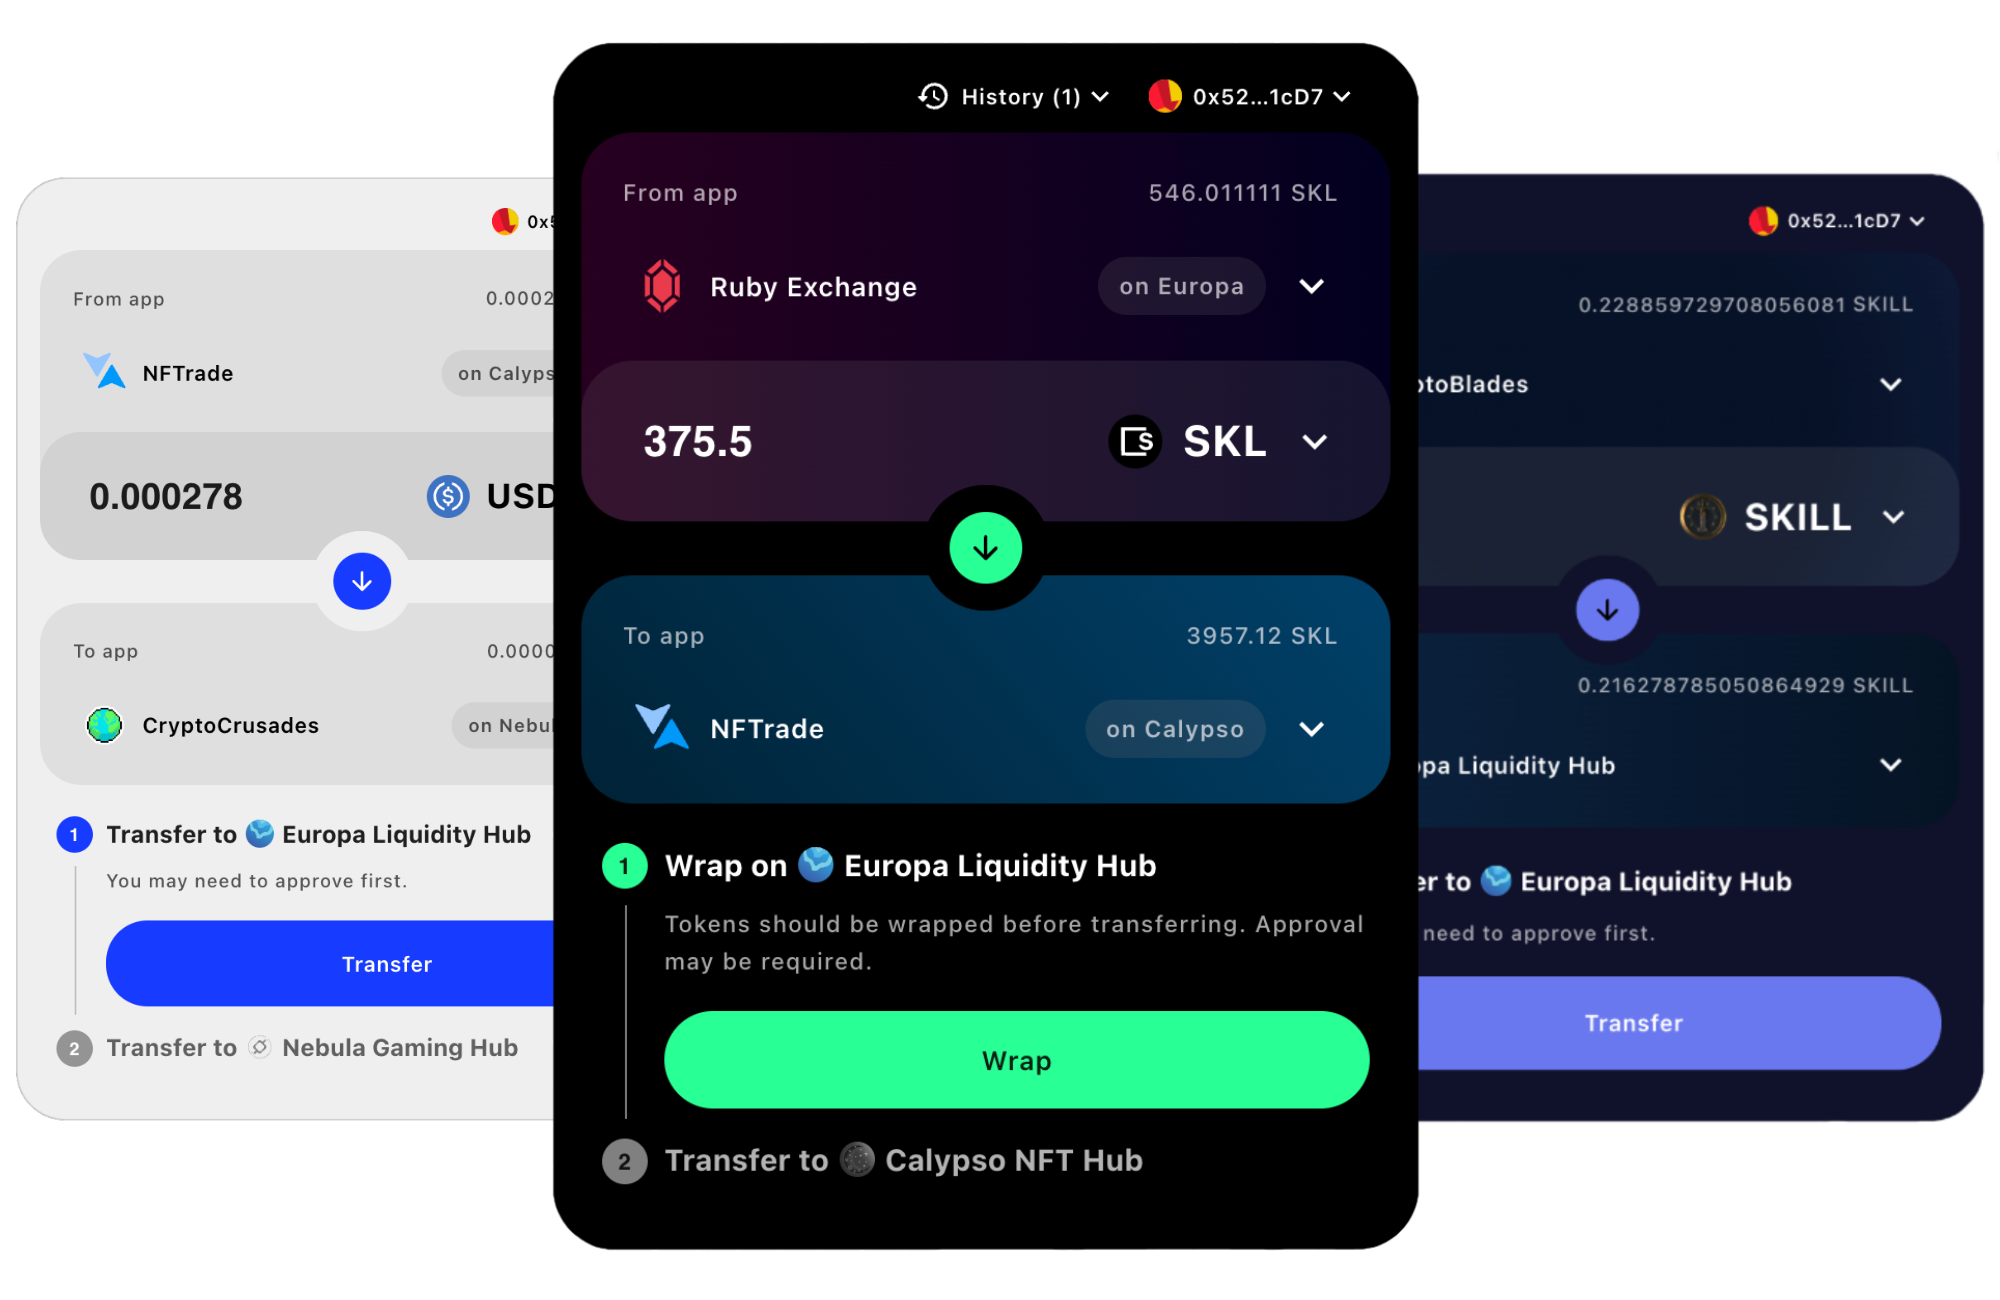 0x5
From app
0.0002
NFTrade
on Calyps
0.000278
USD
To app
0.0000
CryptoCrusades
on Nebul
1 Transfer to Europa Liquidity Hub
You may need to approve first.
Transfer
2 Transfer to Nebula Gaming Hub
History (1)
0x52...1cD7
From app
546.011111 SKL
Ruby Exchange
on Europa
375.5
SKL
To app
3957.12 SKL
NFTrade
on Calypso
1 Wrap on Europa Liquidity Hub
Tokens should be wrapped before transferring. Approval
may be required.
Wrap
2 Transfer to Calypso NFT Hub
0x52...1cD7
0.228859729708056081 SKILL
ptoBlades
SKILL
0.216278785050864929 SKILL
opa Liquidity Hub
er to Europa Liquidity Hub
need to approve first.
Transfer